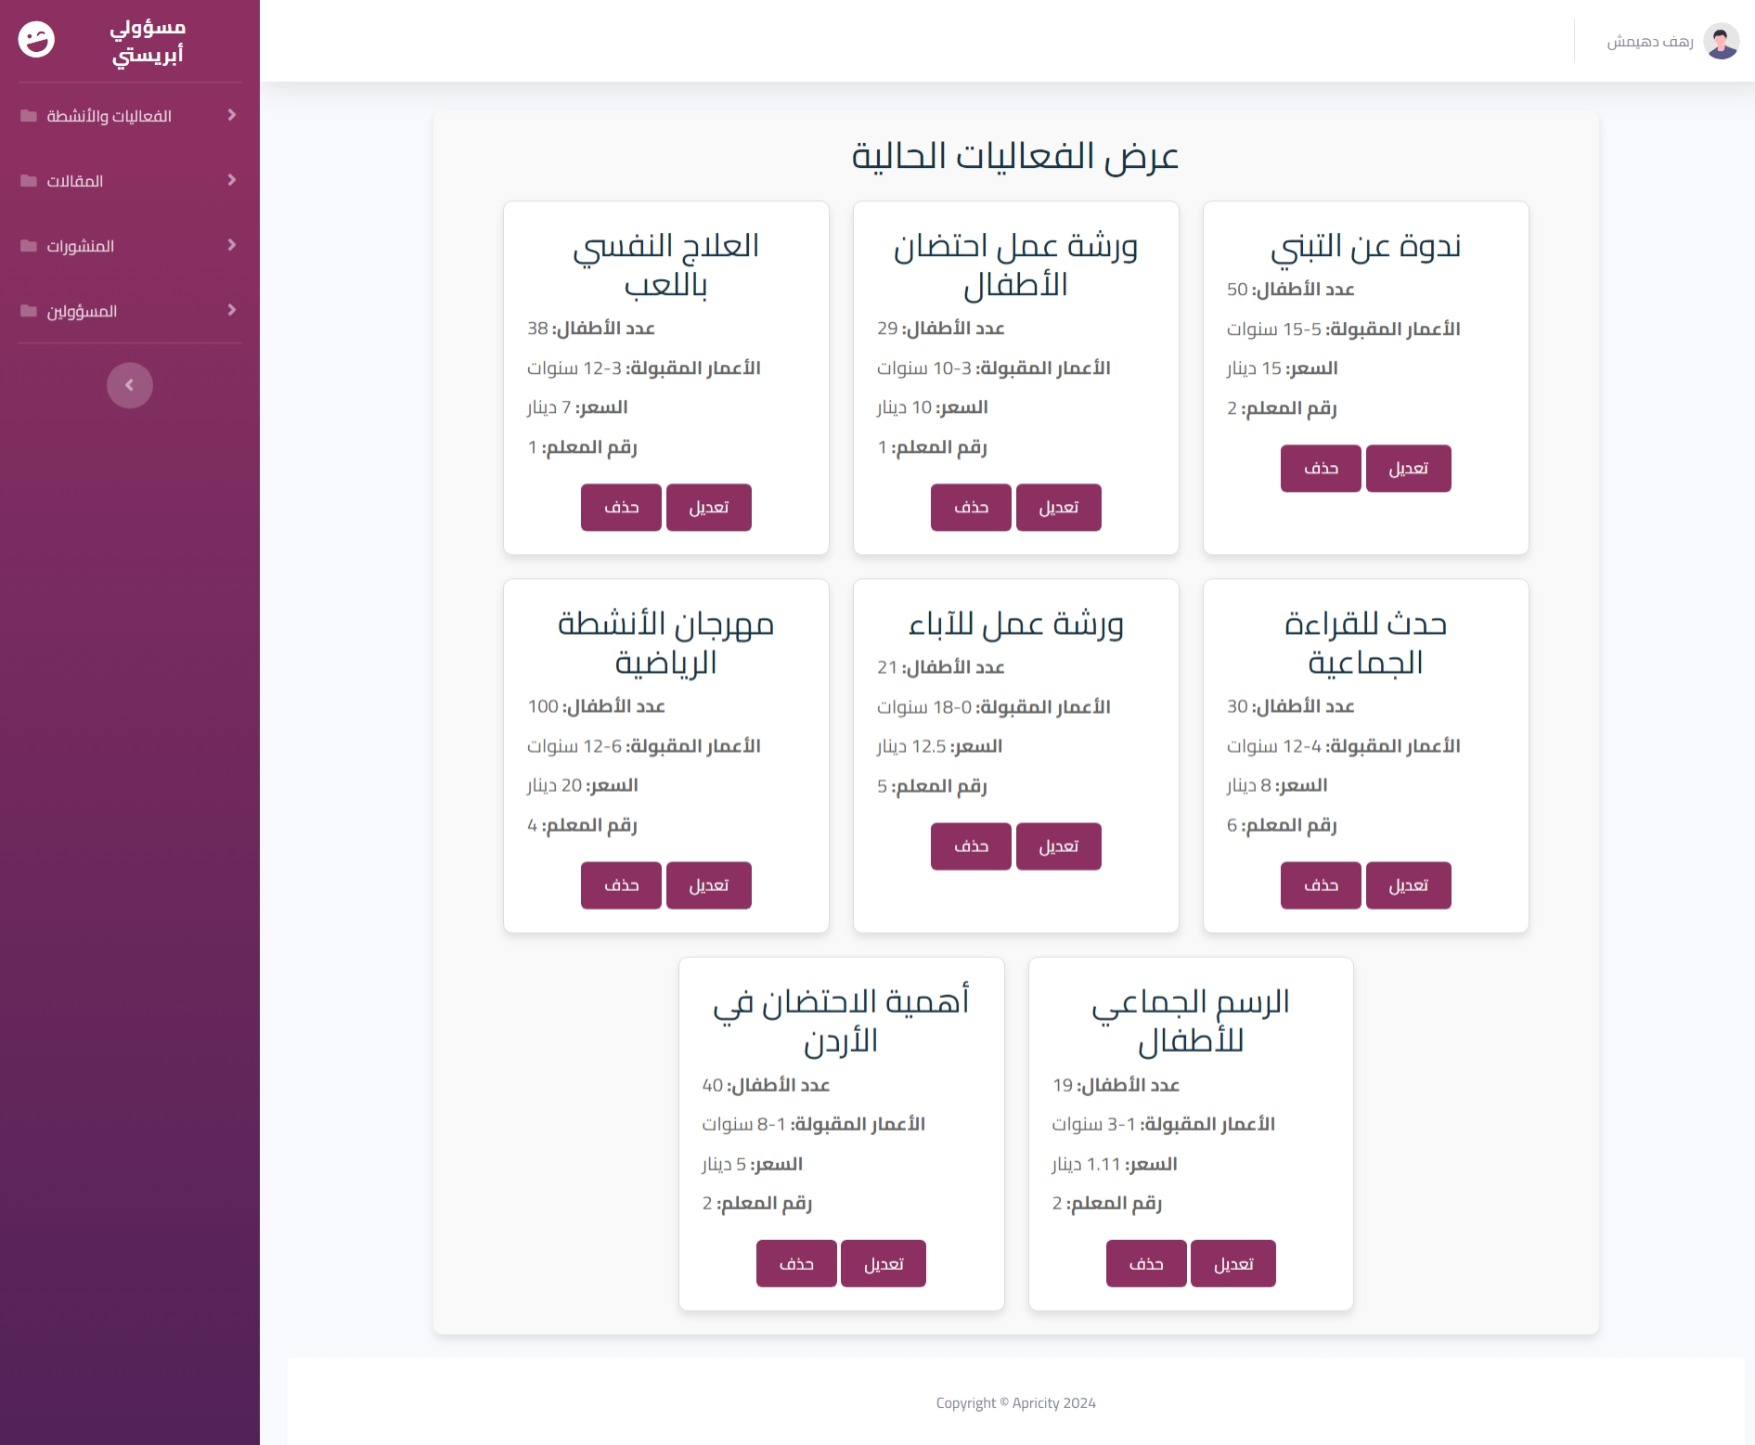 مسؤولي
أبريستي
الفعاليات والأنشطة
المقالات
المنشورات
المسؤولين
رهف دهيمش
عرض الفعاليات الحالية
ندوة عن التبني
عدد الأطفال: 50
الأعمار المقبولة: 5-15 سنوات
السعر: 15 دينار
رقم المعلم: 2
تعديل حذف
ورشة عمل احتضان
الأطفال
عدد الأطفال: 29
الأعمار المقبولة: 3-10 سنوات
السعر: 10 دينار
رقم المعلم: 1
تعديل حذف
العلاج النفسي
باللعب
عدد الأطفال: 38
الأعمار المقبولة: 3-12 سنوات
السعر: 7 دينار
رقم المعلم: 1
تعديل حذف
حدث للقراءة
الجماعية
عدد الأطفال: 30
الأعمار المقبولة: 4-12 سنوات
السعر: 8 دينار
رقم المعلم: 6
تعديل حذف
ورشة عمل للآباء
عدد الأطفال: 21
الأعمار المقبولة: 0-18 سنوات
السعر: 12.5 دينار
رقم المعلم: 5
تعديل حذف
مهرجان الأنشطة
الرياضية
عدد الأطفال: 100
الأعمار المقبولة: 6-12 سنوات
السعر: 20 دينار
رقم المعلم: 4
تعديل حذف
الرسم الجماعي
للأطفال
عدد الأطفال: 19
الأعمار المقبولة: 1-3 سنوات
السعر: 1.11 دينار
رقم المعلم: 2
تعديل حذف
أهمية الاحتضان في
الأردن
عدد الأطفال: 40
الأعمار المقبولة: 1-8 سنوات
السعر: 5 دينار
رقم المعلم: 2
تعديل حذف
Copyright © Apricity 2024